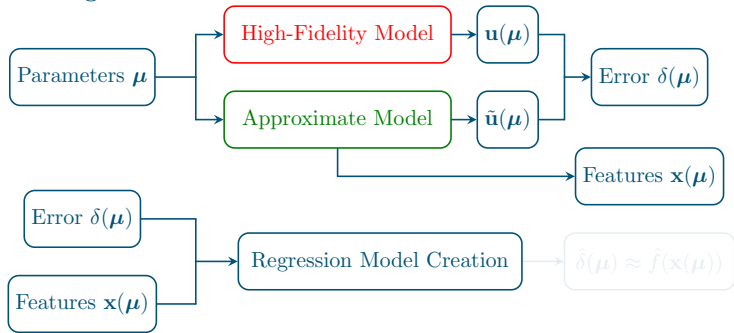 High-Fidelity Model
𝐮(𝝁)
Parameters 𝝁
Error δ(𝝁)
Approximate Model
𝐮̃(𝝁)
Features 𝐱(𝝁)
Error δ(𝝁)
Regression Model Creation
δ̂(𝝁) ≈ f̂(𝐱(𝝁))
Features 𝐱(𝝁)